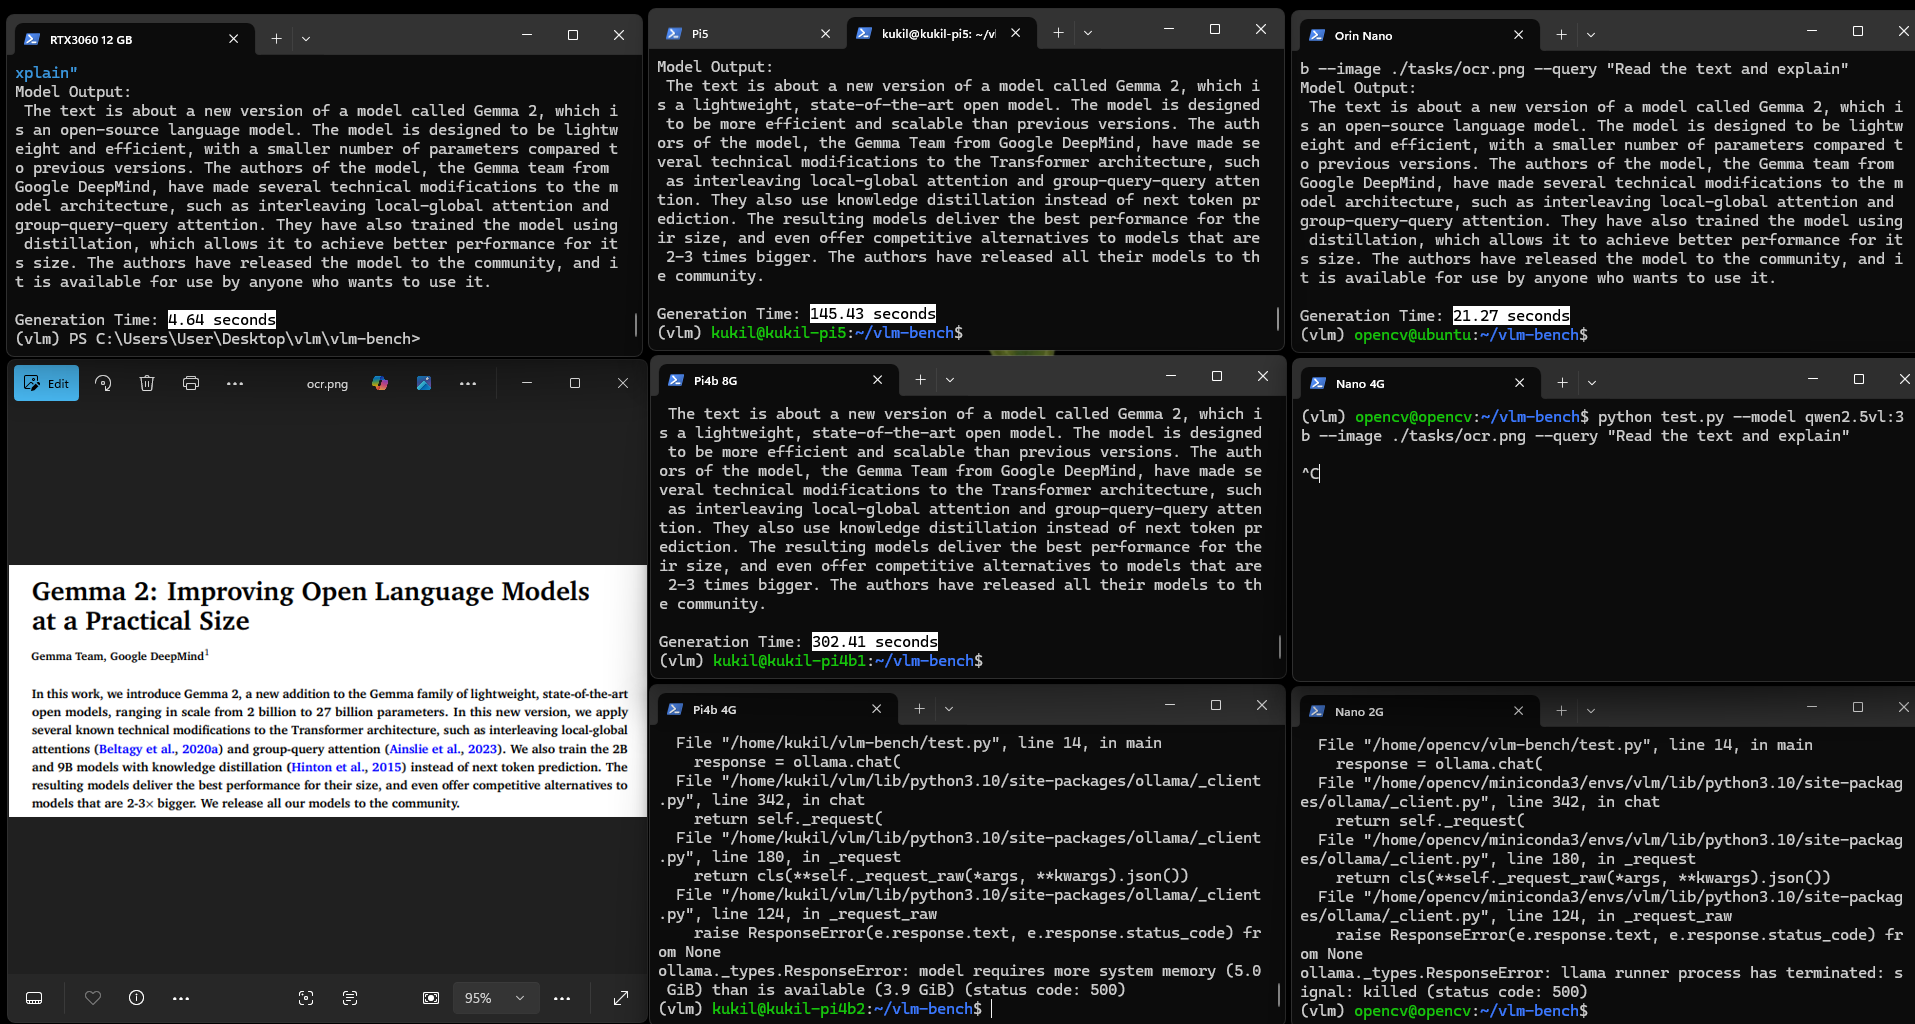 RTX3060 12 GB
xplain"
Model Output:
The text is about a new version of a model called Gemma 2, which i
s an open-source language model. The model is designed to be lightw
eight and efficient, with a smaller number of parameters compared t
o previous versions. The authors of the model, the Gemma team from
Google DeepMind, have made several technical modifications to the m
odel architecture, such as interleaving local-global attention and
group-query-query attention. They have also trained the model using
distillation, which allows it to achieve better performance for it
s size. The authors have released the model to the community, and i
t is available for use by anyone who wants to use it.
Generation Time: 4.64 seconds
(vlm) PS C:\Users\User\Desktop\vlm\vlm-bench>
Pi5
kukil@kukil-pi5: ~/vl
Model Output:
The text is about a new version of a model called Gemma 2, which i
s a lightweight, state-of-the-art open model. The model is designed
to be more efficient and scalable than previous versions. The auth
ors of the model, the Gemma Team from Google DeepMind, have made se
veral technical modifications to the Transformer architecture, such
as interleaving local-global attention and group-query-query atten
tion. They also use knowledge distillation instead of next token pr
ediction. The resulting models deliver the best performance for the
ir size, and even offer competitive alternatives to models that are
2-3 times bigger. The authors have released all their models to th
e community.
Generation Time: 145.43 seconds
(vlm) kukil@kukil-pi5:~/vlm-bench$
Orin Nano
b --image ./tasks/ocr.png --query "Read the text and explain"
Model Output:
The text is about a new version of a model called Gemma 2, which i
s an open-source language model. The model is designed to be lightw
eight and efficient, with a smaller number of parameters compared t
o previous versions. The authors of the model, the Gemma team from
Google DeepMind, have made several technical modifications to the m
odel architecture, such as interleaving local-global attention and
group-query-query attention. They have also trained the model using
distillation, which allows it to achieve better performance for it
s size. The authors have released the model to the community, and i
t is available for use by anyone who wants to use it.
Generation Time: 21.27 seconds
(vlm) opencv@ubuntu:~/vlm-bench$
Edit
ocr.png
Gemma 2: Improving Open Language Models
at a Practical Size
Gemma Team, Google DeepMind1
In this work, we introduce Gemma 2, a new addition to the Gemma family of lightweight, state-of-the-art
open models, ranging in scale from 2 billion to 27 billion parameters. In this new version, we apply
several known technical modifications to the Transformer architecture, such as interleaving local-global
attentions (Beltagy et al., 2020a) and group-query attention (Ainslie et al., 2023). We also train the 2B
and 9B models with knowledge distillation (Hinton et al., 2015) instead of next token prediction. The
resulting models deliver the best performance for their size, and even offer competitive alternatives to
models that are 2-3× bigger. We release all our models to the community.
95%
Pi4b 8G
The text is about a new version of a model called Gemma 2, which i
s a lightweight, state-of-the-art open model. The model is designed
to be more efficient and scalable than previous versions. The auth
ors of the model, the Gemma Team from Google DeepMind, have made se
veral technical modifications to the Transformer architecture, such
as interleaving local-global attention and group-query-query atten
tion. They also use knowledge distillation instead of next token pr
ediction. The resulting models deliver the best performance for the
ir size, and even offer competitive alternatives to models that are
2-3 times bigger. The authors have released all their models to th
e community.
Generation Time: 302.41 seconds
(vlm) kukil@kukil-pi4b1:~/vlm-bench$
Nano 4G
(vlm) opencv@opencv:~/vlm-bench$ python test.py --model qwen2.5vl:3
b --image ./tasks/ocr.png --query "Read the text and explain"
^C
Pi4b 4G
File "/home/kukil/vlm-bench/test.py", line 14, in main
response = ollama.chat(
File "/home/kukil/vlm/lib/python3.10/site-packages/ollama/_client
.py", line 342, in chat
return self._request(
File "/home/kukil/vlm/lib/python3.10/site-packages/ollama/_client
.py", line 180, in _request
return cls(**self._request_raw(*args, **kwargs).json())
File "/home/kukil/vlm/lib/python3.10/site-packages/ollama/_client
.py", line 124, in _request_raw
raise ResponseError(e.response.text, e.response.status_code) fr
om None
ollama._types.ResponseError: model requires more system memory (5.0
GiB) than is available (3.9 GiB) (status code: 500)
(vlm) kukil@kukil-pi4b2:~/vlm-bench$
Nano 2G
File "/home/opencv/vlm-bench/test.py", line 14, in main
response = ollama.chat(
File "/home/opencv/miniconda3/envs/vlm/lib/python3.10/site-packag
es/ollama/_client.py", line 342, in chat
return self._request(
File "/home/opencv/miniconda3/envs/vlm/lib/python3.10/site-packag
es/ollama/_client.py", line 180, in _request
return cls(**self._request_raw(*args, **kwargs).json())
File "/home/opencv/miniconda3/envs/vlm/lib/python3.10/site-packag
es/ollama/_client.py", line 124, in _request_raw
raise ResponseError(e.response.text, e.response.status_code) fr
om None
ollama._types.ResponseError: llama runner process has terminated: s
ignal: killed (status code: 500)
(vlm) opencv@opencv:~/vlm-bench$